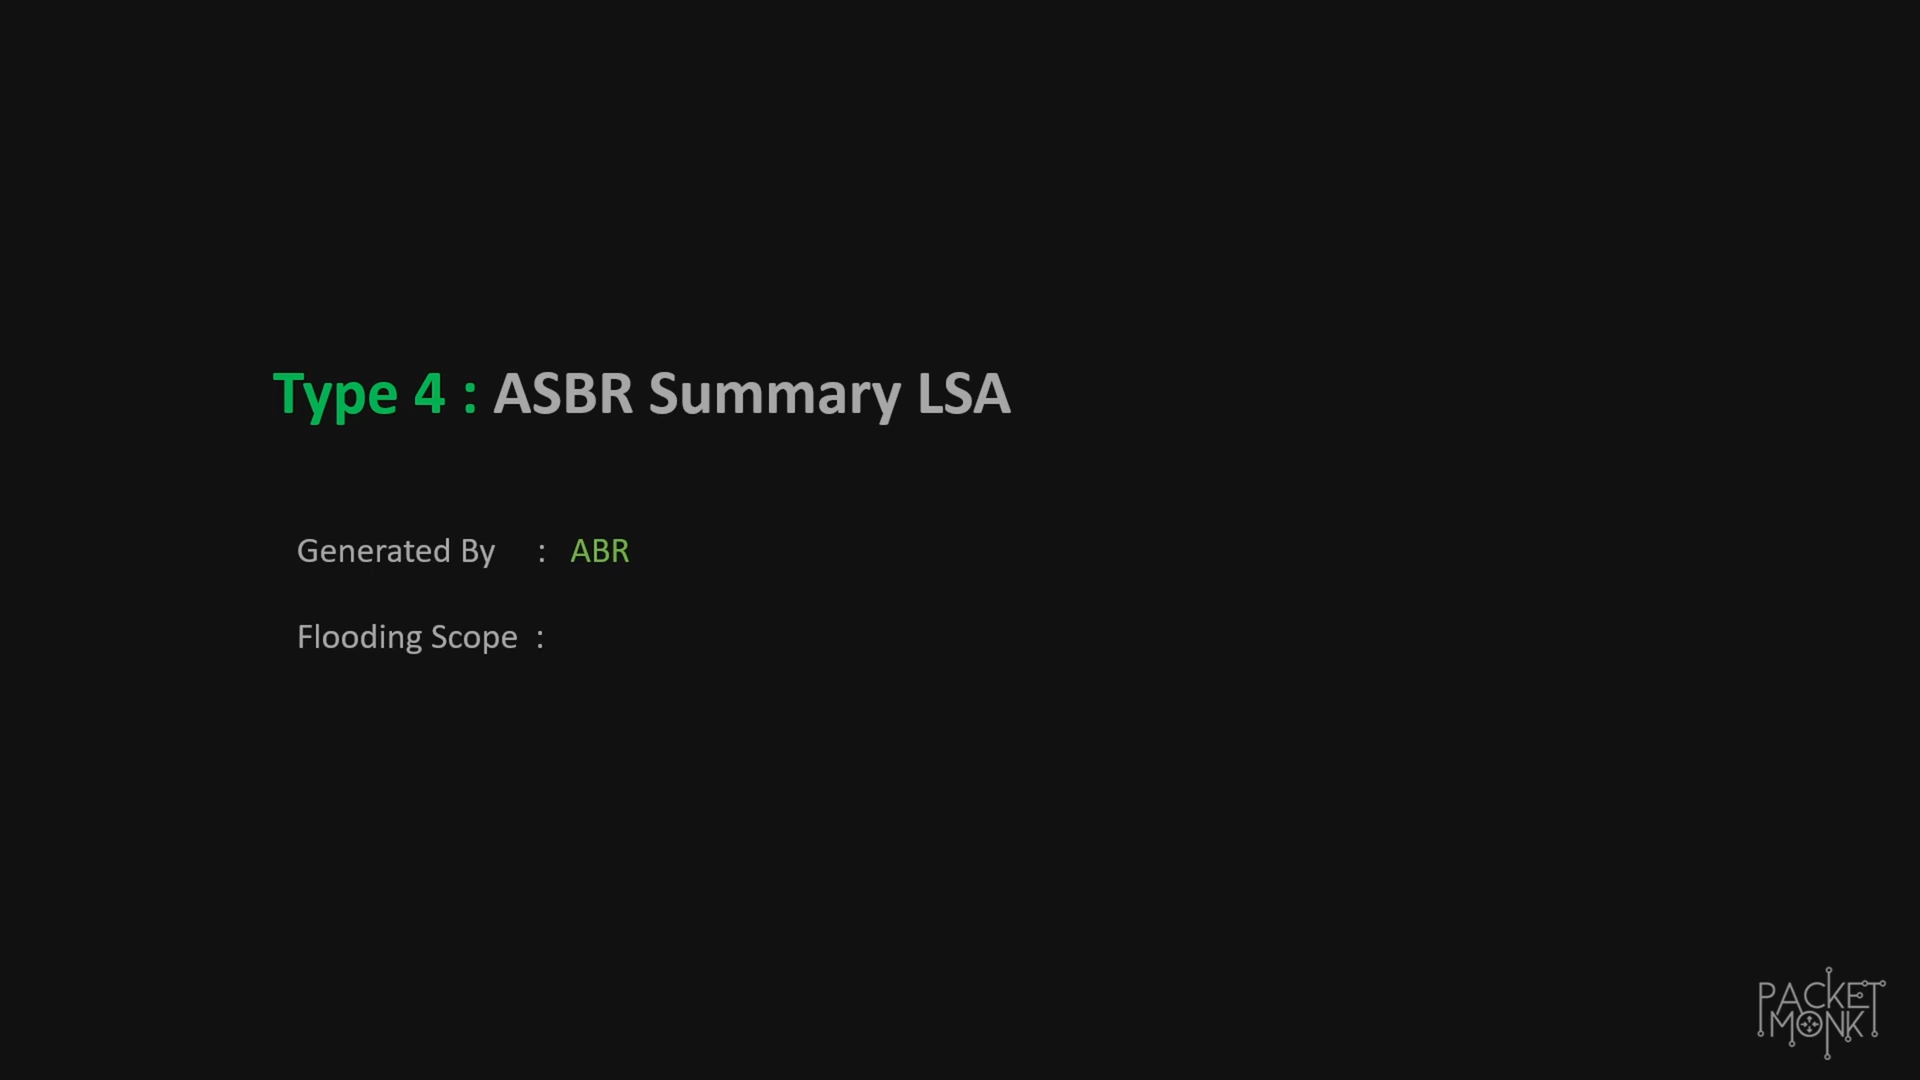 Type 4 : ASBR Summary LSA
Generated By : ABR
Flooding Scope :
PACKET
MONK